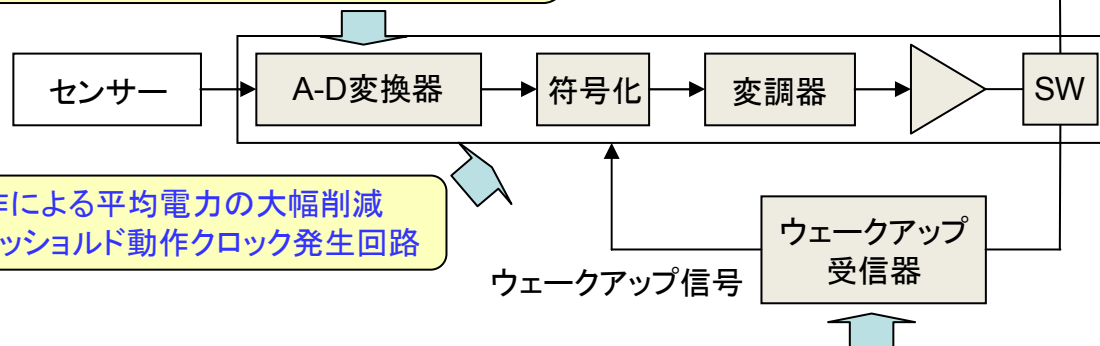 センサー
A-D変換器
符号化
変調器
SW
による平均電力の大幅削減
ッショルド動作クロック発生回路
ウェークアップ
受信器
ウェークアップ信号